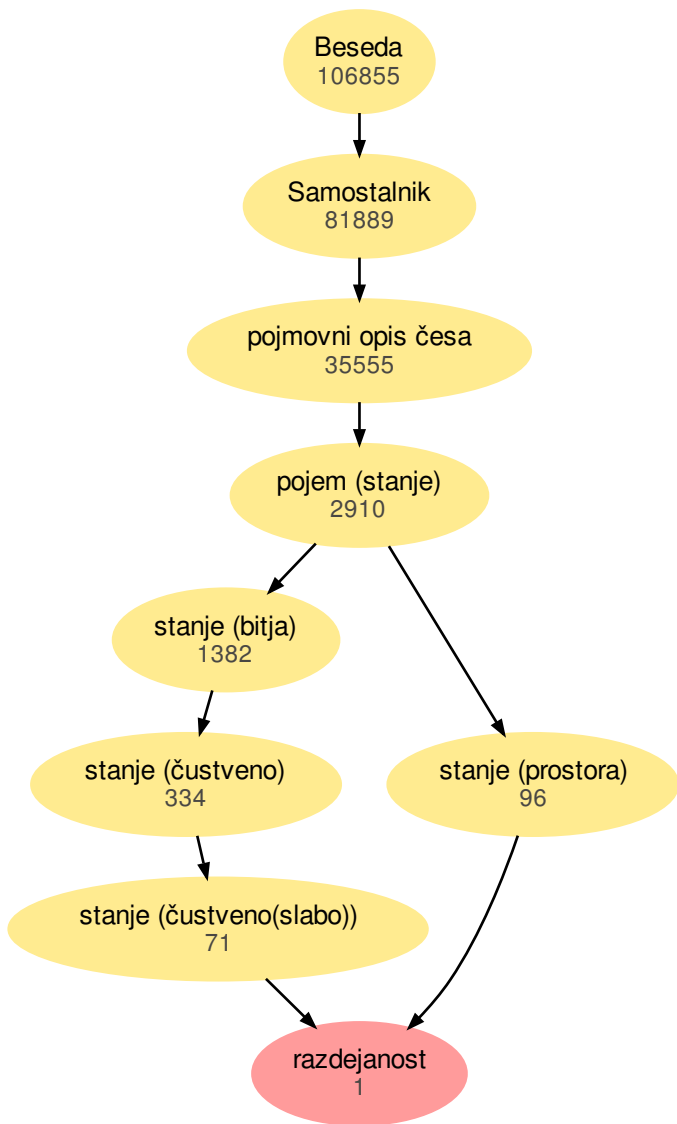 Beseda
106855
Samostalnik
81889
pojmovni opis česa
35555
pojem (stanje)
2910
stanje (bitja)
1382
stanje (čustveno)
334
stanje (prostora)
96
stanje (čustveno(slabo))
71
razdejanost
1